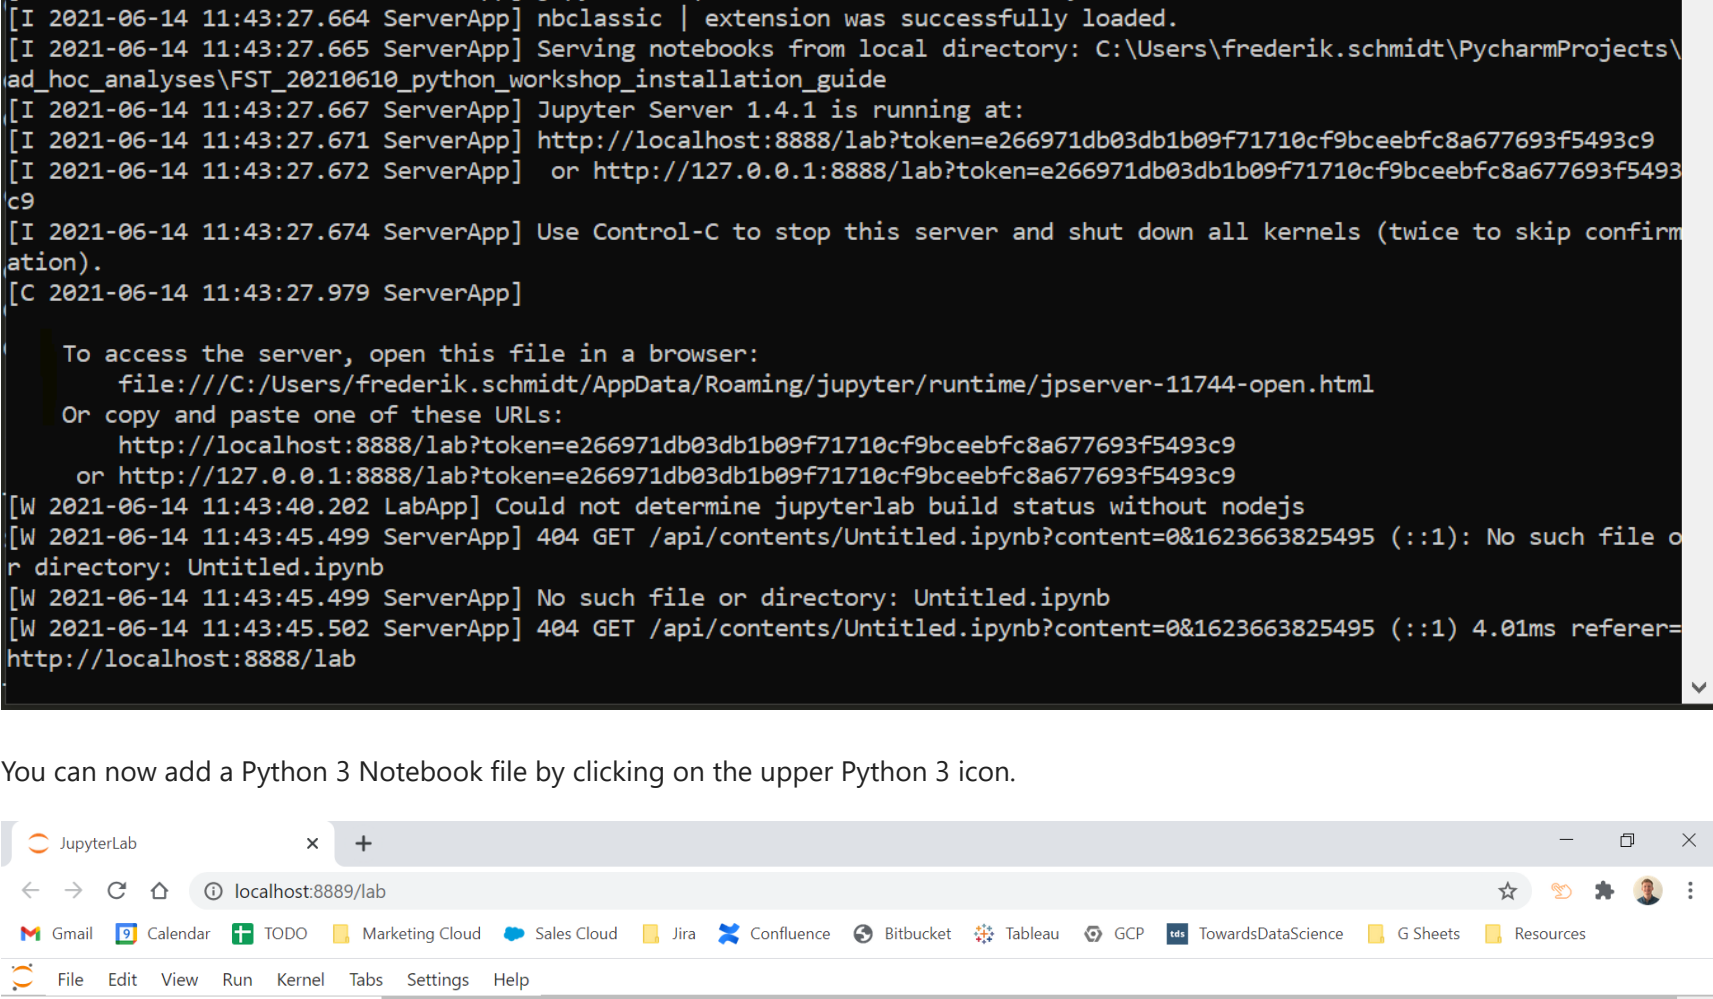 [I 2021-06-14 11:43:27.664 ServerApp] nbclassic | extension was successfully loaded.
[I 2021-06-14 11:43:27.665 ServerApp] Serving notebooks from local directory: C:\Users\frederik.schmidt\PycharmProjects\
ad_hoc_analyses\FST_20210610_python_workshop_installation_guide
[I 2021-06-14 11:43:27.667 ServerApp] Jupyter Server 1.4.1 is running at:
[I 2021-06-14 11:43:27.671 ServerApp] http://localhost:8888/lab?token=e266971db03db1b09f71710cf9bceebfc8a677693f5493c9
[I 2021-06-14 11:43:27.672 ServerApp]  or http://127.0.0.1:8888/lab?token=e266971db03db1b09f71710cf9bceebfc8a677693f5493
c9
[I 2021-06-14 11:43:27.674 ServerApp] Use Control-C to stop this server and shut down all kernels (twice to skip confirm
ation).
[C 2021-06-14 11:43:27.979 ServerApp]
To access the server, open this file in a browser:
file:///C:/Users/frederik.schmidt/AppData/Roaming/jupyter/runtime/jpserver-11744-open.html
Or copy and paste one of these URLs:
http://localhost:8888/lab?token=e266971db03db1b09f71710cf9bceebfc8a677693f5493c9
or http://127.0.0.1:8888/lab?token=e266971db03db1b09f71710cf9bceebfc8a677693f5493c9
[W 2021-06-14 11:43:40.202 LabApp] Could not determine jupyterlab build status without nodejs
[W 2021-06-14 11:43:45.499 ServerApp] 404 GET /api/contents/Untitled.ipynb?content=0&1623663825495 (::1): No such file o
r directory: Untitled.ipynb
[W 2021-06-14 11:43:45.499 ServerApp] No such file or directory: Untitled.ipynb
[W 2021-06-14 11:43:45.502 ServerApp] 404 GET /api/contents/Untitled.ipynb?content=0&1623663825495 (::1) 4.01ms referer=
http://localhost:8888/lab
You can now add a Python 3 Notebook file by clicking on the upper Python 3 icon.
JupyterLab
localhost:8889/lab
Gmail 9 Calendar TODO Marketing Cloud Sales Cloud Jira Confluence Bitbucket Tableau GCP tds TowardsDataScience G Sheets Resources
File Edit View Run Kernel Tabs Settings Help